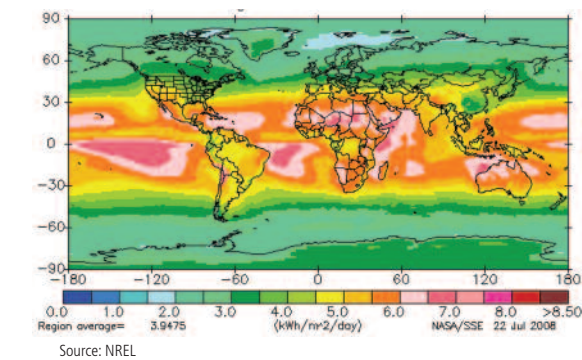 90
60
30
0
−30
−60
−90
−180 −120 −60 0 60 120 180
0.0 1.0 2.0 3.0 4.0 5.0 6.0 7.0 8.0 >8.50
Region average= 3.9475 (kWh/m^2/day) NASA/SSE 22 Jul 2008
Source: NREL